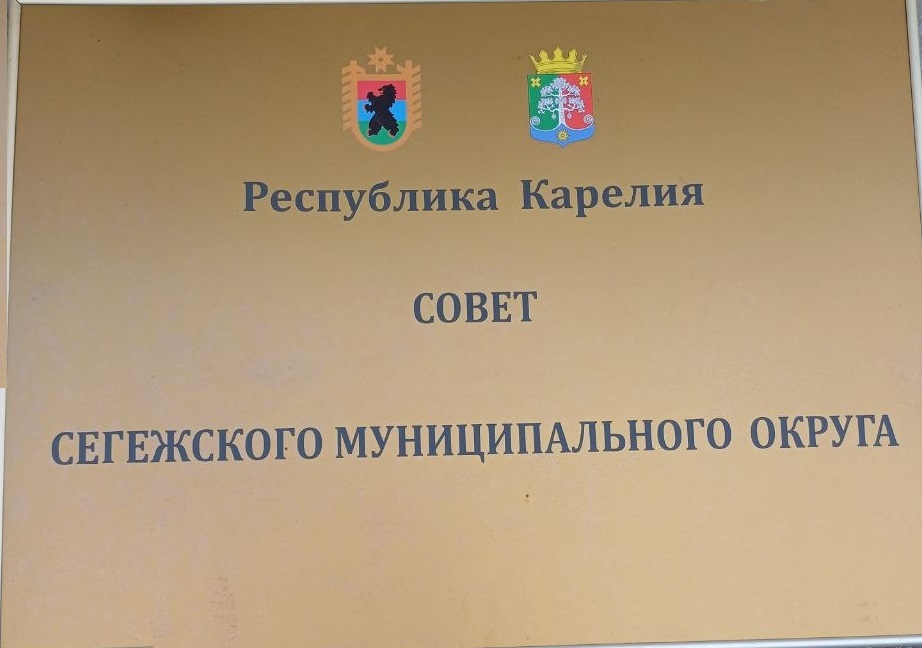 Республика Карелия
СОВЕТ
СЕГЕЖСКОГО МУНИЦИПАЛЬНОГО ОКРУГА